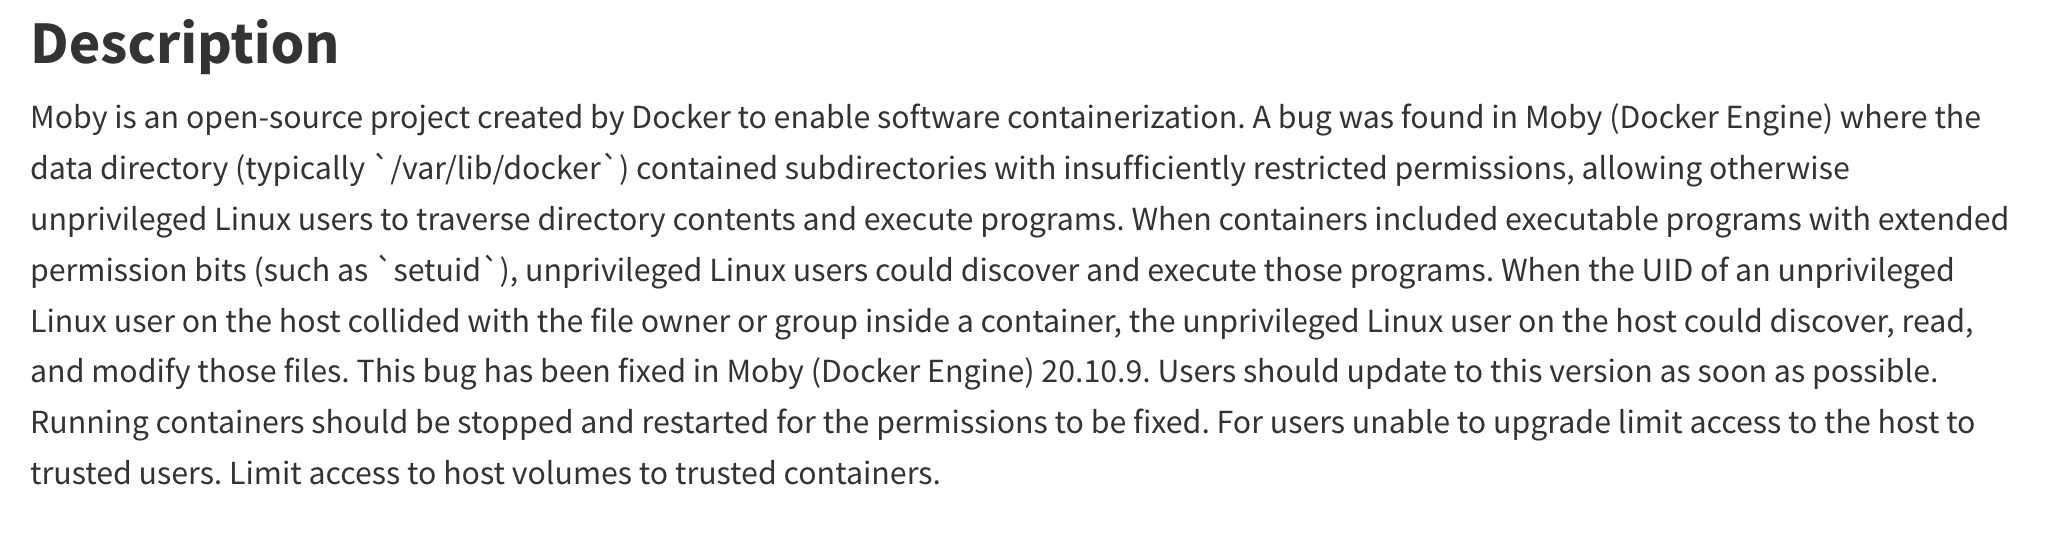 Description
Moby is an open-source project created by Docker to enable software containerization. A bug was found in Moby (Docker Engine) where the
data directory (typically `/var/lib/docker`) contained subdirectories with insufficiently restricted permissions, allowing otherwise
unprivileged Linux users to traverse directory contents and execute programs. When containers included executable programs with extended
permission bits (such as `setuid`), unprivileged Linux users could discover and execute those programs. When the UID of an unprivileged
Linux user on the host collided with the file owner or group inside a container, the unprivileged Linux user on the host could discover, read,
and modify those files. This bug has been fixed in Moby (Docker Engine) 20.10.9. Users should update to this version as soon as possible.
Running containers should be stopped and restarted for the permissions to be fixed. For users unable to upgrade limit access to the host to
trusted users. Limit access to host volumes to trusted containers.